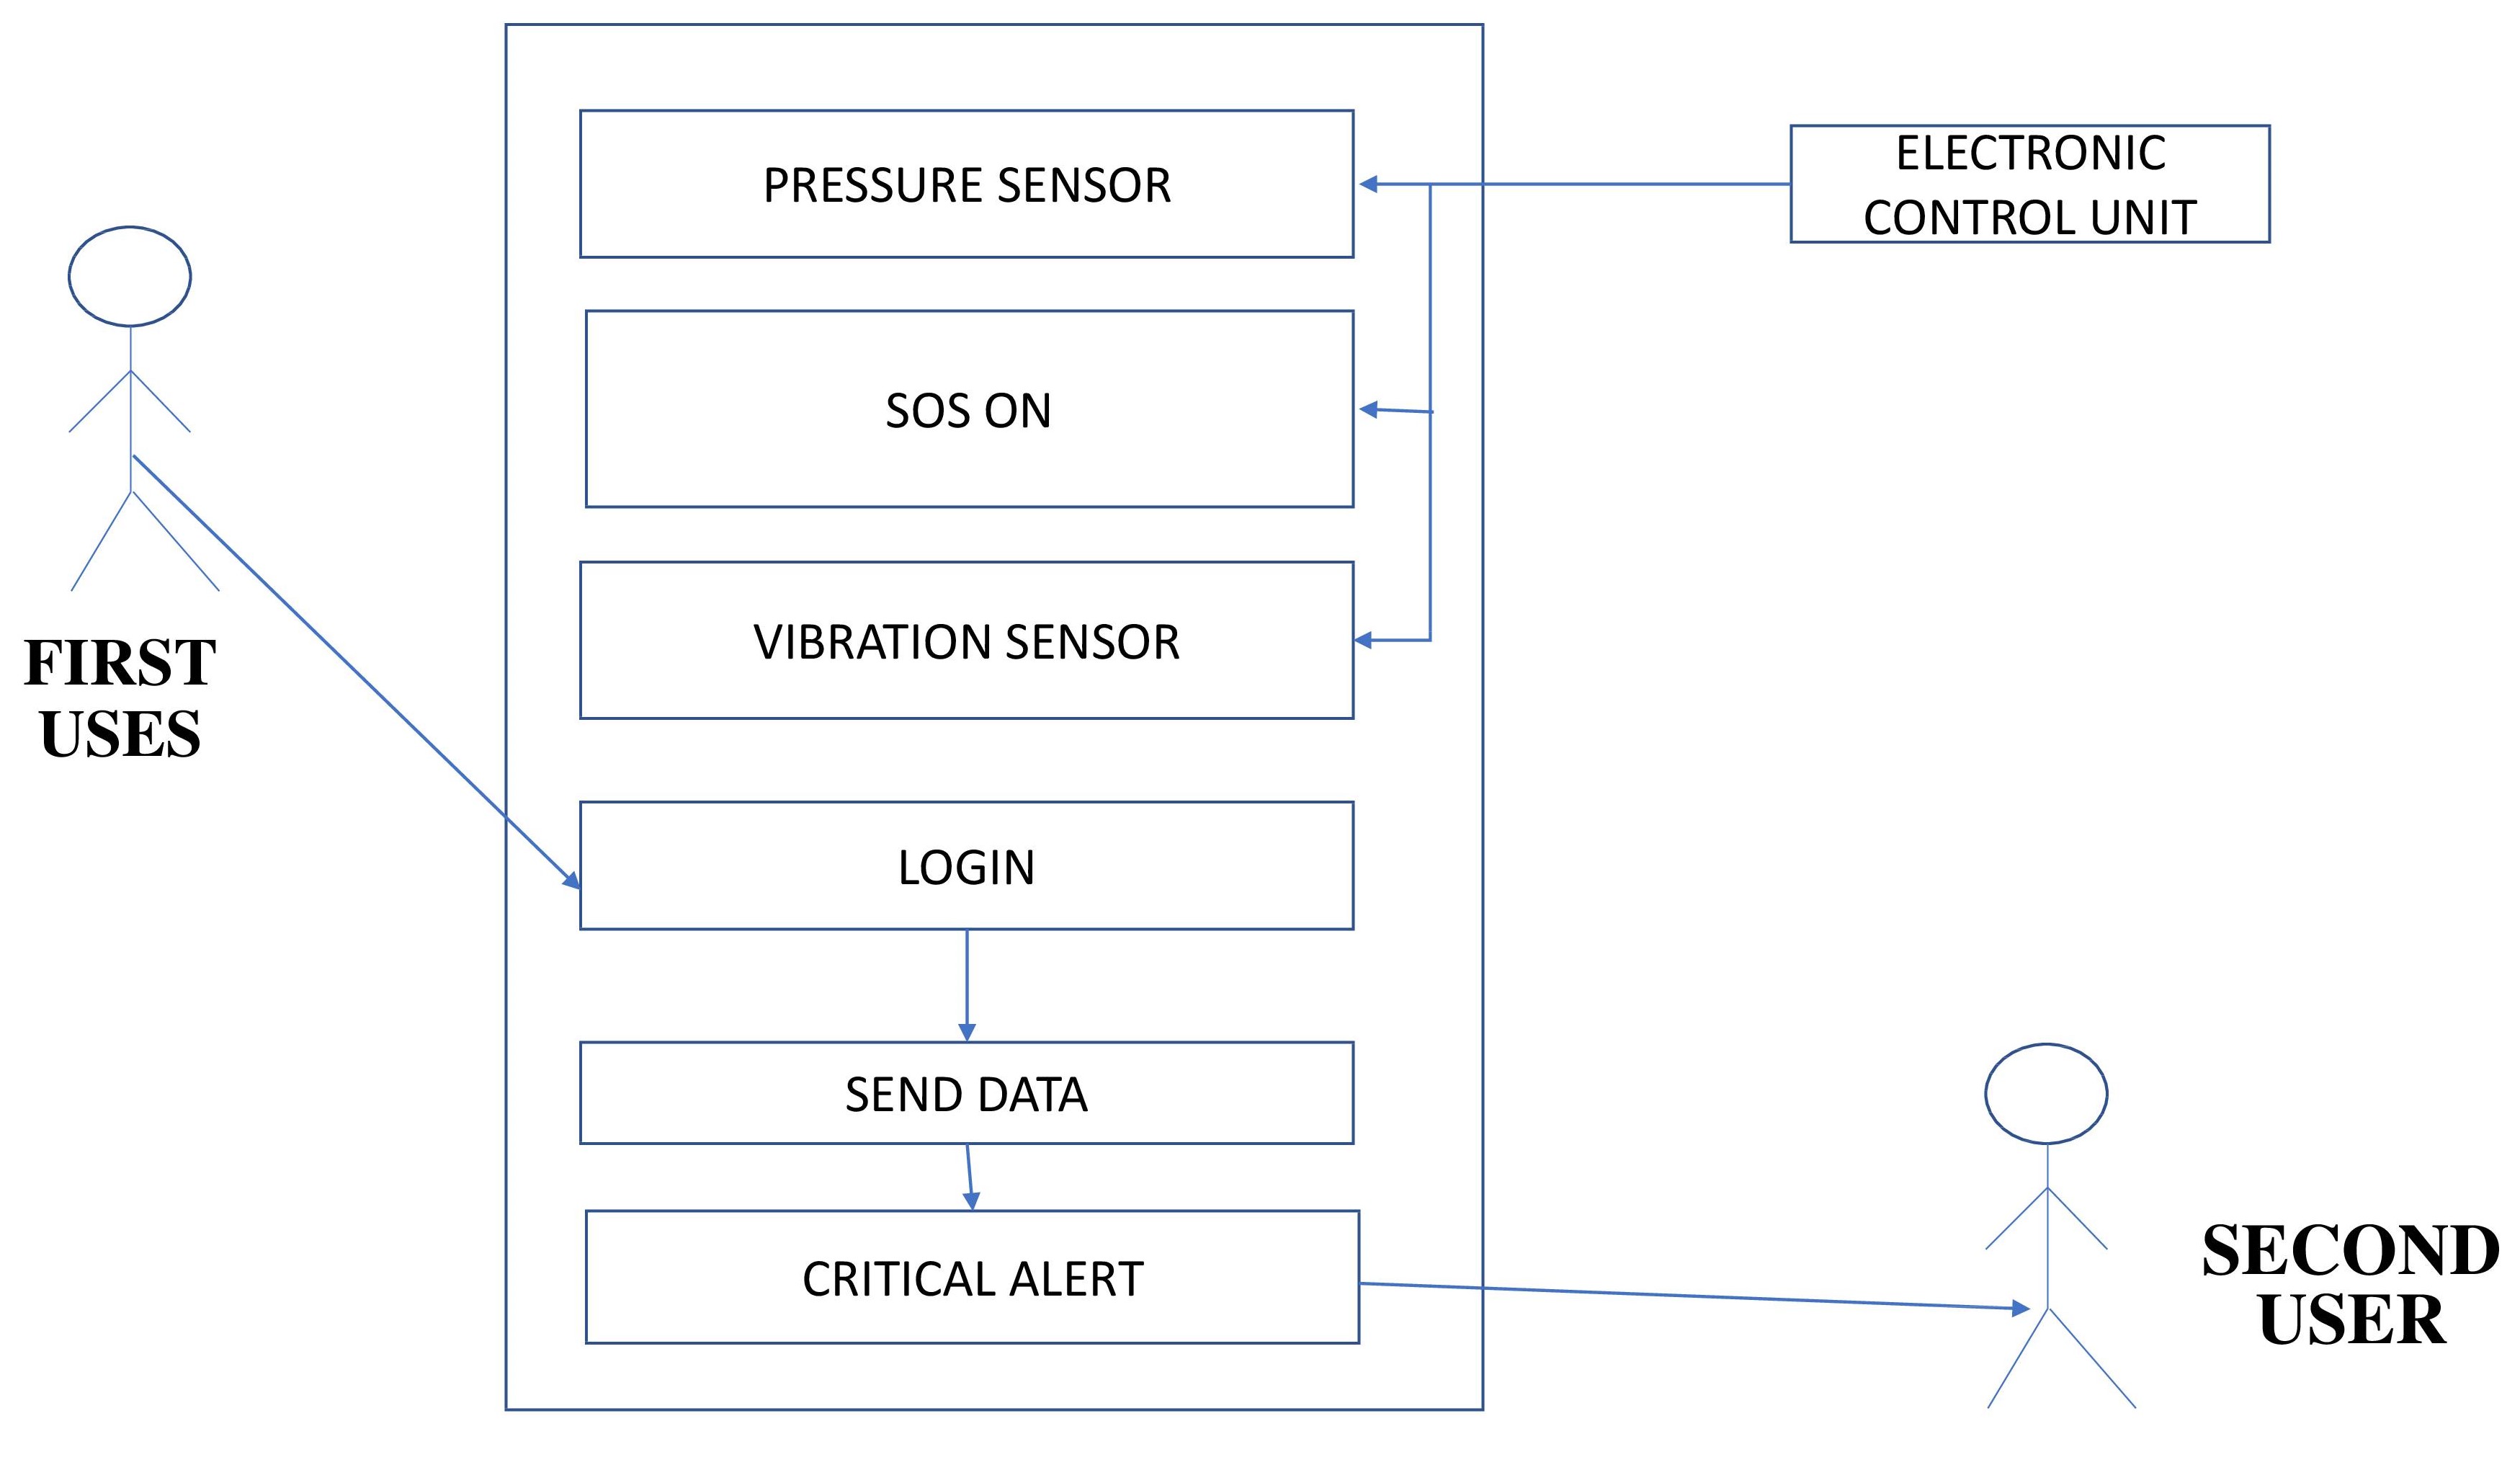 PRESSURE SENSOR
ELECTRONIC
CONTROL UNIT
SOS ON
VIBRATION SENSOR
FIRST
USES
LOGIN
SEND DATA
CRITICAL ALERT
SECOND
USER